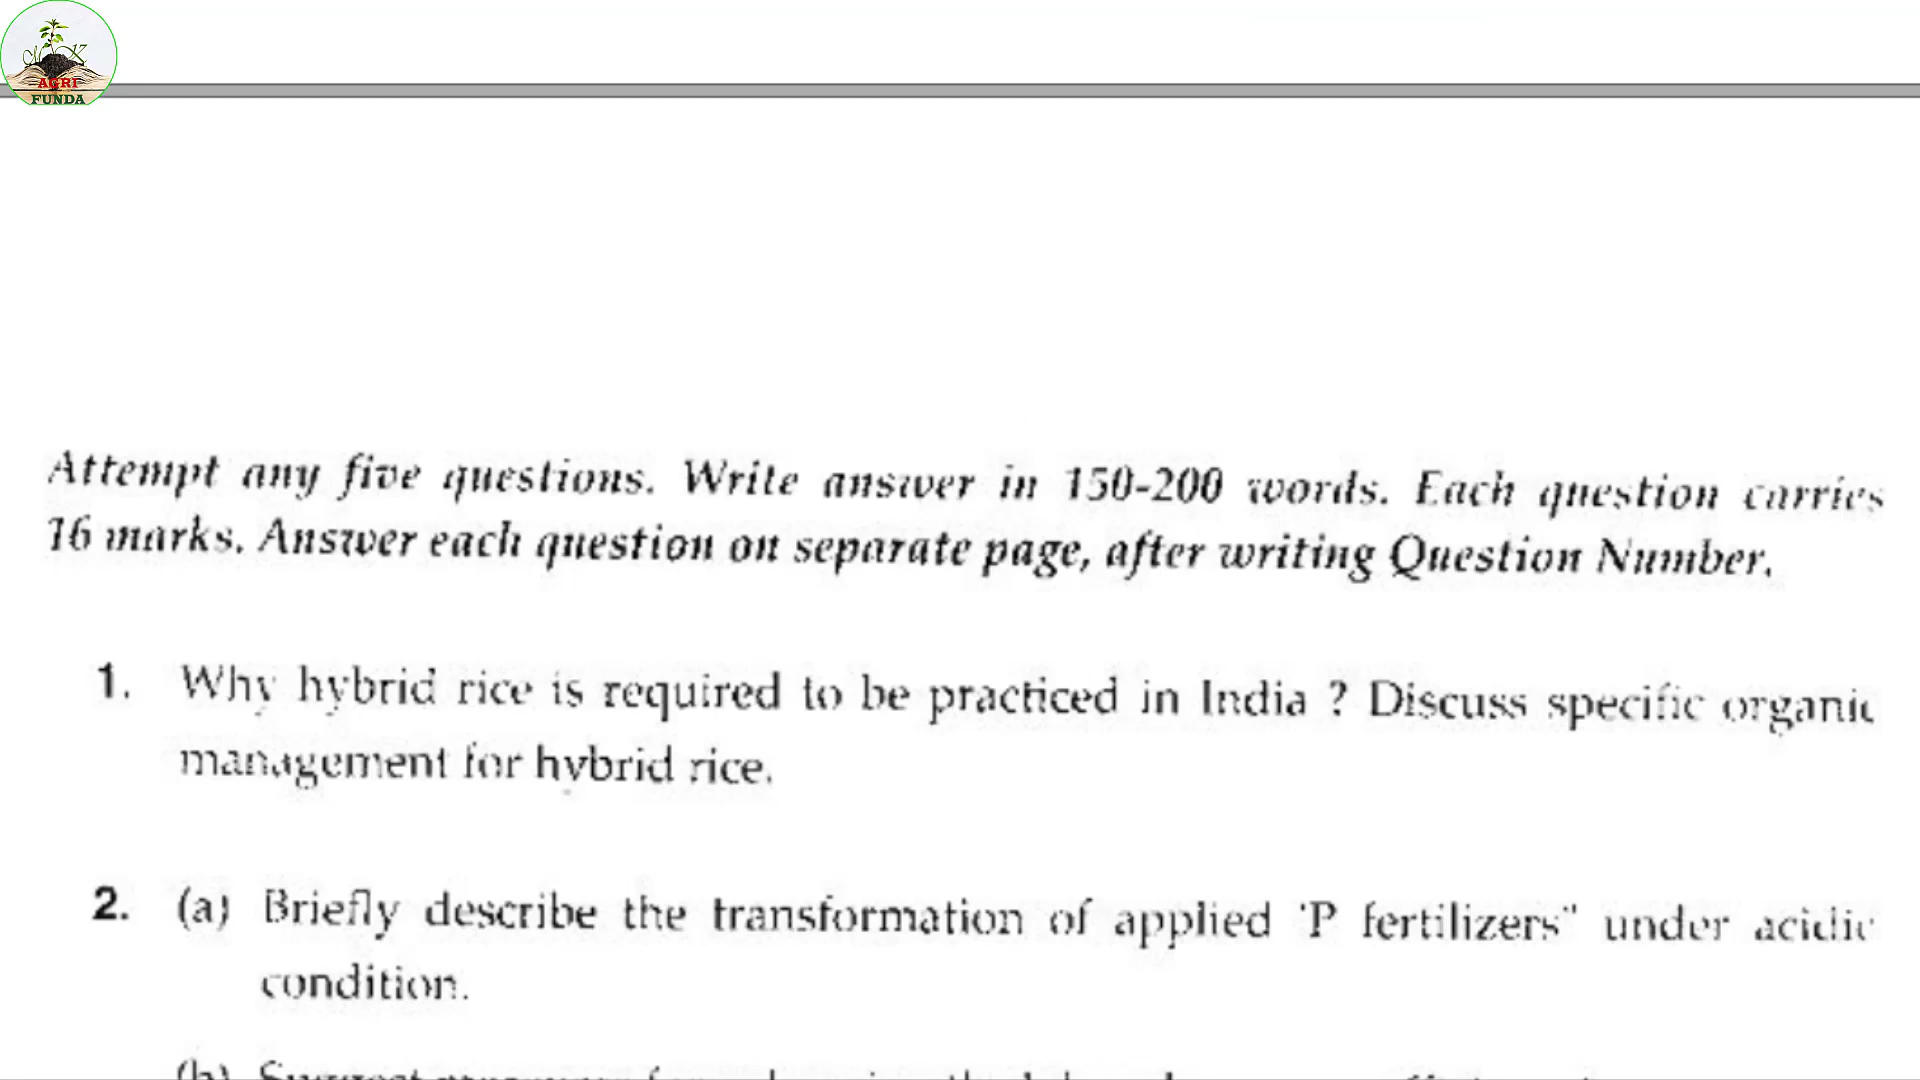 AGRI
FUNDA
Attempt any five questions. Write answer in 150-200 words. Each question carries
16 marks. Answer each question on separate page, after writing Question Number.
1. Why hybrid rice is required to be practiced in India ? Discuss specific organic
management for hybrid rice.
2. (a) Briefly describe the transformation of applied 'P fertilizers" under acidic
condition.
(b) Suggest